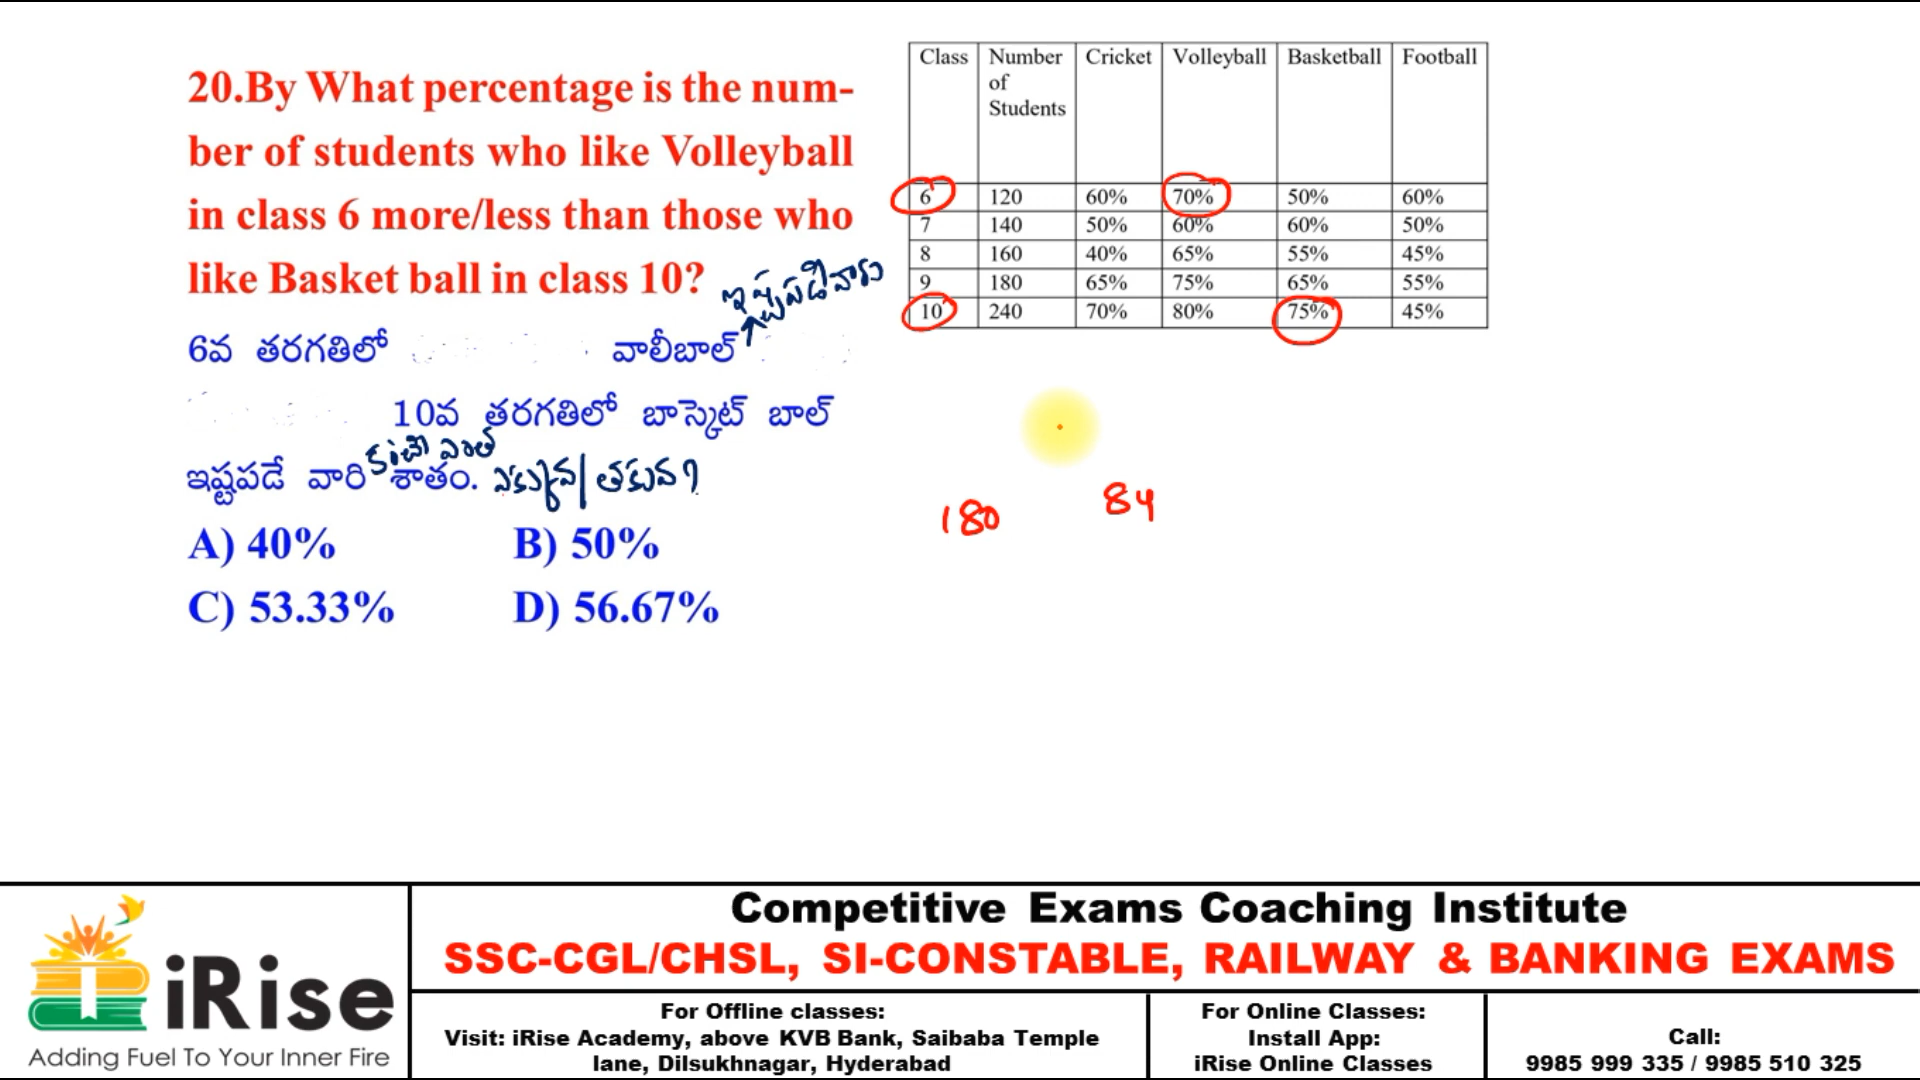 20.By What percentage is the num-
ber of students who like Volleyball
in class 6 more/less than those who
like Basket ball in class 10?
ఇష్టపడేవారు
6వ తరగతిలో వాలీబాల్
10వ తరగతిలో బాస్కెట్ బాల్
కంటే ఎంత
ఇష్టపడే వారి శాతం. ఎక్కువ/తకువ?
A) 40% B) 50%
C) 53.33% D) 56.67%
Class Number of Students Cricket Volleyball Basketball Football
6 120 60% 70% 50% 60%
7 140 50% 60% 60% 50%
8 160 40% 65% 55% 45%
9 180 65% 75% 65% 55%
10 240 70% 80% 75% 45%
180 84
iRise
Adding Fuel To Your Inner Fire
Competitive Exams Coaching Institute
SSC-CGL/CHSL, SI-CONSTABLE, RAILWAY & BANKING EXAMS
For Offline classes:
Visit: iRise Academy, above KVB Bank, Saibaba Temple
lane, Dilsukhnagar, Hyderabad
For Online Classes:
Install App:
iRise Online Classes
Call:
9985 999 335 / 9985 510 325